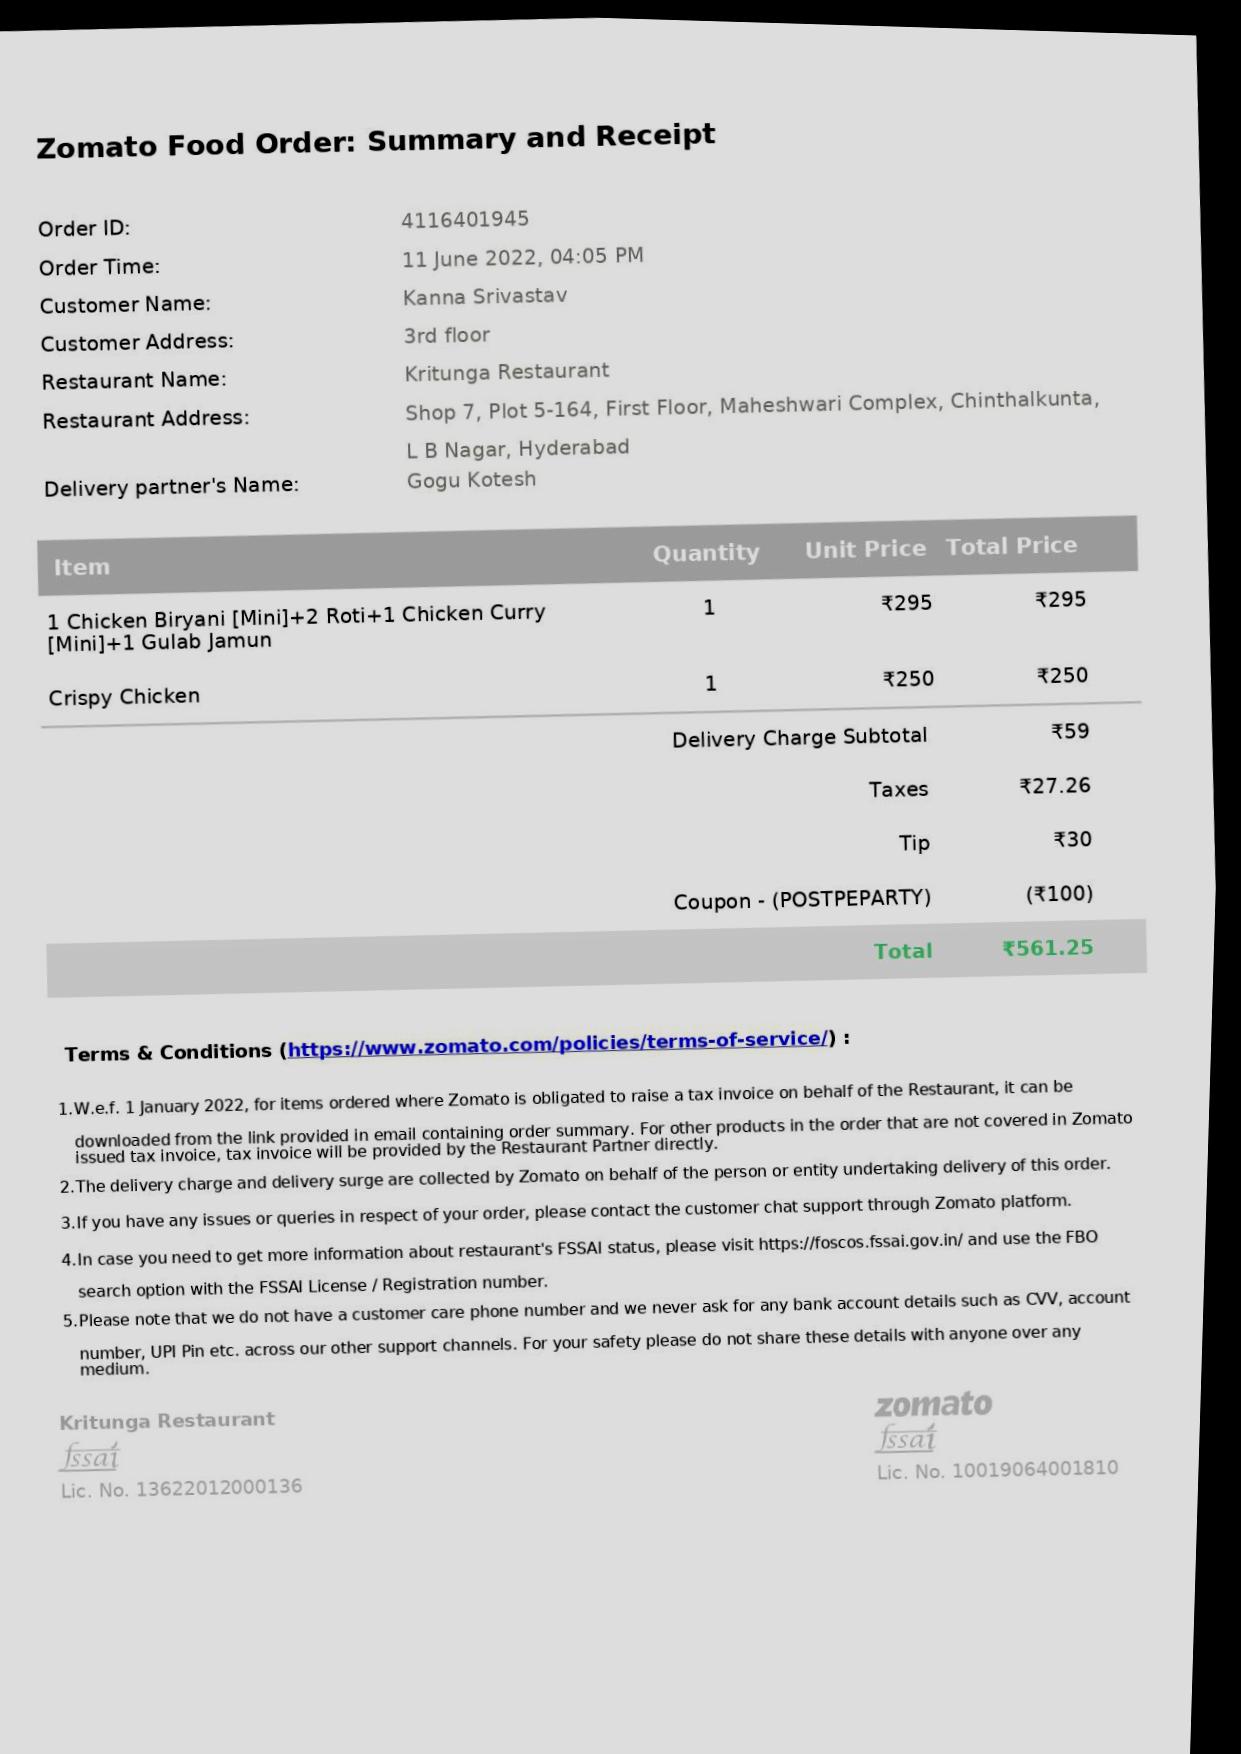 Zomato Food Order: Summary and Receipt
Order ID: 4116401945
Order Time: 11 June 2022, 04:05 PM
Customer Name: Kanna Srivastav
Customer Address: 3rd floor
Restaurant Name: Kritunga Restaurant
Restaurant Address: Shop 7, Plot 5-164, First Floor, Maheshwari Complex, Chinthalkunta,
L B Nagar, Hyderabad
Delivery partner's Name: Gogu Kotesh
Item Quantity Unit Price Total Price
1 Chicken Biryani [Mini]+2 Roti+1 Chicken Curry 1 ₹295 ₹295
[Mini]+1 Gulab Jamun
Crispy Chicken 1 ₹250 ₹250
Delivery Charge Subtotal ₹59
Taxes ₹27.26
Tip ₹30
Coupon - (POSTPEPARTY) (₹100)
Total ₹561.25
Terms & Conditions (https://www.zomato.com/policies/terms-of-service/) :
1.W.e.f. 1 January 2022, for items ordered where Zomato is obligated to raise a tax invoice on behalf of the Restaurant, it can be
downloaded from the link provided in email containing order summary. For other products in the order that are not covered in Zomato
issued tax invoice, tax invoice will be provided by the Restaurant Partner directly.
2.The delivery charge and delivery surge are collected by Zomato on behalf of the person or entity undertaking delivery of this order.
3.If you have any issues or queries in respect of your order, please contact the customer chat support through Zomato platform.
4.In case you need to get more information about restaurant's FSSAI status, please visit https://foscos.fssai.gov.in/ and use the FBO
search option with the FSSAI License / Registration number.
5.Please note that we do not have a customer care phone number and we never ask for any bank account details such as CVV, account
number, UPI Pin etc. across our other support channels. For your safety please do not share these details with anyone over any
medium.
Kritunga Restaurant
fssai
Lic. No. 13622012000136
zomato
fssai
Lic. No. 10019064001810